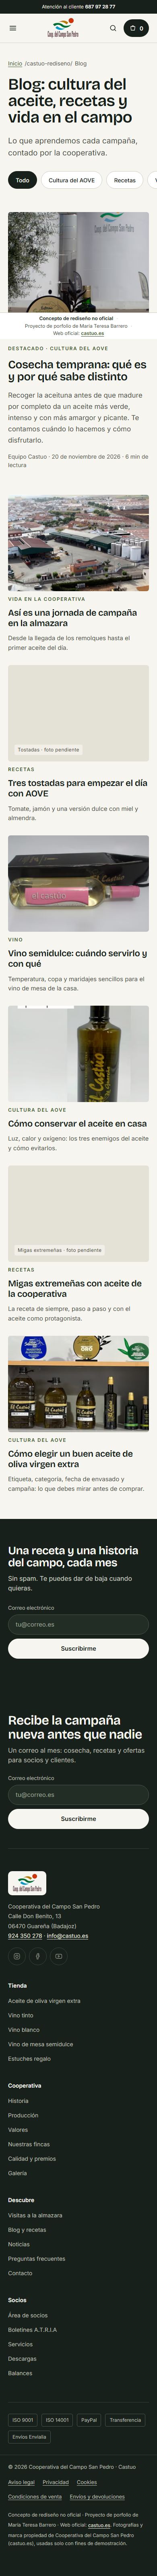 Atención al cliente 687 97 28 77
Coop. del Campo San Pedro
0
Inicio /castuo-rediseno/ Blog
Blog: cultura del
aceite, recetas y
vida en el campo
Lo que aprendemos cada campaña,
contado por la cooperativa.
Todo
Cultura del AOVE
Recetas
Coop. del Campo San Pedro
Concepto de rediseño no oficial
Proyecto de porfolio de María Teresa Barrero ·
Web oficial: castuo.es
DESTACADO · CULTURA DEL AOVE
Cosecha temprana: qué es
y por qué sabe distinto
Recoger la aceituna antes de que madure
por completo da un aceite más verde,
intenso y con más amargor y picante. Te
contamos cuándo lo hacemos y cómo
disfrutarlo.
Equipo Castuo · 20 de noviembre de 2026 · 6 min de
lectura
VIDA EN LA COOPERATIVA
Así es una jornada de campaña
en la almazara
Desde la llegada de los remolques hasta el
primer aceite del día.
Tostadas · foto pendiente
RECETAS
Tres tostadas para empezar el día
con AOVE
Tomate, jamón y una versión dulce con miel y
almendra.
el castúo
VINO
Vino semidulce: cuándo servirlo y
con qué
Temperatura, copa y maridajes sencillos para el
vino de mesa de la casa.
El Castúo
CULTURA DEL AOVE
Cómo conservar el aceite en casa
Luz, calor y oxígeno: los tres enemigos del aceite
y cómo evitarlos.
Migas extremeñas · foto pendiente
RECETAS
Migas extremeñas con aceite de
la cooperativa
La receta de siempre, paso a paso y con el
aceite como protagonista.
ORO
CULTURA DEL AOVE
Cómo elegir un buen aceite de
oliva virgen extra
Etiqueta, categoría, fecha de envasado y
campaña: lo que debes mirar antes de comprar.
Una receta y una historia
del campo, cada mes
Sin spam. Te puedes dar de baja cuando
quieras.
Correo electrónico
tu@correo.es
Suscribirme
Recibe la campaña
nueva antes que nadie
Un correo al mes: cosecha, recetas y ofertas
para socios y clientes.
Correo electrónico
tu@correo.es
Suscribirme
Coop. del Campo San Pedro
Cooperativa del Campo San Pedro
Calle Don Benito, 13
06470 Guareña (Badajoz)
924 350 278 · info@castuo.es
Tienda
Aceite de oliva virgen extra
Vino tinto
Vino blanco
Vino de mesa semidulce
Estuches regalo
Cooperativa
Historia
Producción
Valores
Nuestras fincas
Calidad y premios
Galería
Descubre
Visitas a la almazara
Blog y recetas
Noticias
Preguntas frecuentes
Contacto
Socios
Área de socios
Boletines A.T.R.I.A
Servicios
Descargas
Balances
ISO 9001
ISO 14001
PayPal
Transferencia
Envíos Envialia
© 2026 Cooperativa del Campo San Pedro · Castuo
Aviso legal
Privacidad
Cookies
Condiciones de venta
Envíos y devoluciones
Concepto de rediseño no oficial · Proyecto de porfolio de
María Teresa Barrero · Web oficial: castuo.es. Fotografías y
marca propiedad de Cooperativa del Campo San Pedro
(castuo.es), usadas solo con fines de demostración.